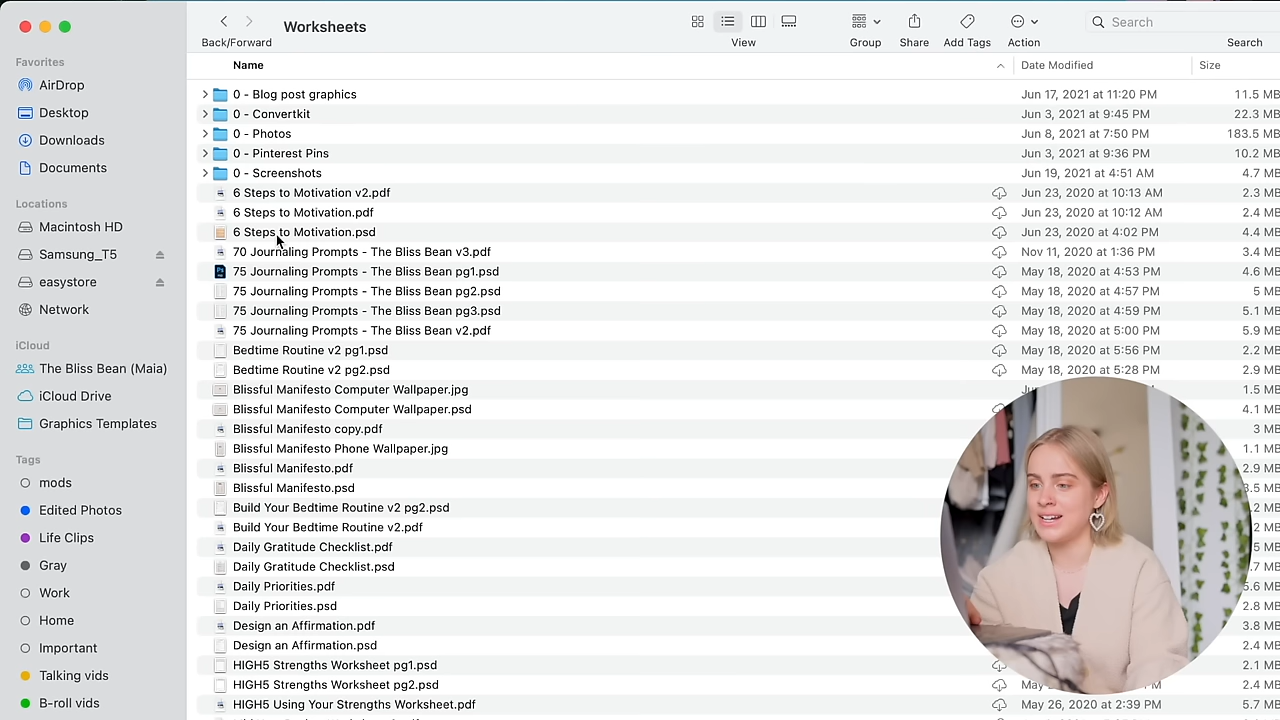 Worksheets
Back/Forward
View
Group
Share
Add Tags
Action
Search
Search
Favorites
AirDrop
Desktop
Downloads
Documents
Locations
Macintosh HD
Samsung_T5
easystore
Network
iCloud
The Bliss Bean (Maia)
iCloud Drive
Graphics Templates
Tags
mods
Edited Photos
Life Clips
Gray
Work
Home
Important
Talking vids
B-roll vids
Name Date Modified Size
0 - Blog post graphics Jun 17, 2021 at 11:20 PM 11.5 MB
0 - Convertkit Jun 3, 2021 at 9:45 PM 22.3 MB
0 - Photos Jun 8, 2021 at 7:50 PM 183.5 MB
0 - Pinterest Pins Jun 3, 2021 at 9:36 PM 10.2 MB
0 - Screenshots Jun 19, 2021 at 4:51 AM 4.7 MB
6 Steps to Motivation v2.pdf Jun 23, 2020 at 10:13 AM 2.3 MB
6 Steps to Motivation.pdf Jun 23, 2020 at 10:12 AM 2.4 MB
6 Steps to Motivation.psd Jun 23, 2020 at 4:02 PM 4.4 MB
70 Journaling Prompts - The Bliss Bean v3.pdf Nov 11, 2020 at 1:36 PM 3.4 MB
75 Journaling Prompts - The Bliss Bean pg1.psd May 18, 2020 at 4:53 PM 4.6 MB
75 Journaling Prompts - The Bliss Bean pg2.psd May 18, 2020 at 4:57 PM 5 MB
75 Journaling Prompts - The Bliss Bean pg3.psd May 18, 2020 at 4:59 PM 5.1 MB
75 Journaling Prompts - The Bliss Bean v2.pdf May 18, 2020 at 5:00 PM 5.9 MB
Bedtime Routine v2 pg1.psd May 18, 2020 at 5:56 PM 2.2 MB
Bedtime Routine v2 pg2.psd May 18, 2020 at 5:28 PM 2.9 MB
Blissful Manifesto Computer Wallpaper.jpg 1.5 MB
Blissful Manifesto Computer Wallpaper.psd 4.1 MB
Blissful Manifesto copy.pdf 3 MB
Blissful Manifesto Phone Wallpaper.jpg 1.1 MB
Blissful Manifesto.pdf 2.9 MB
Blissful Manifesto.psd MB
Build Your Bedtime Routine v2 pg2.psd MB
Build Your Bedtime Routine v2.pdf MB
Daily Gratitude Checklist.pdf MB
Daily Gratitude Checklist.psd MB
Daily Priorities.pdf 5.6 MB
Daily Priorities.psd 2.8 MB
Design an Affirmation.pdf 3.8 MB
Design an Affirmation.psd 2.4 MB
HIGH5 Strengths Worksheet pg1.psd 2.1 MB
HIGH5 Strengths Worksheet pg2.psd 2.4 MB
HIGH5 Using Your Strengths Worksheet.pdf May 26, 2020 at 2:39 PM 5.7 MB